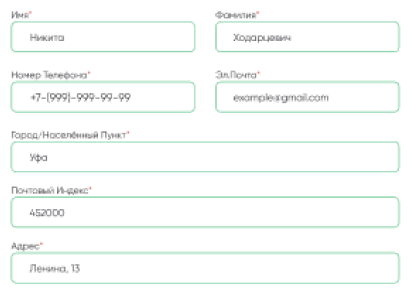 Имя* Фамилия*
Никита Ходарцевич
Номер Телефона* Эл.Почта*
+7-(999)-999-99-99 example@gmail.com
Город/Населённый Пункт*
Уфа
Почтовый Индекс*
452000
Адрес*
Ленина, 13